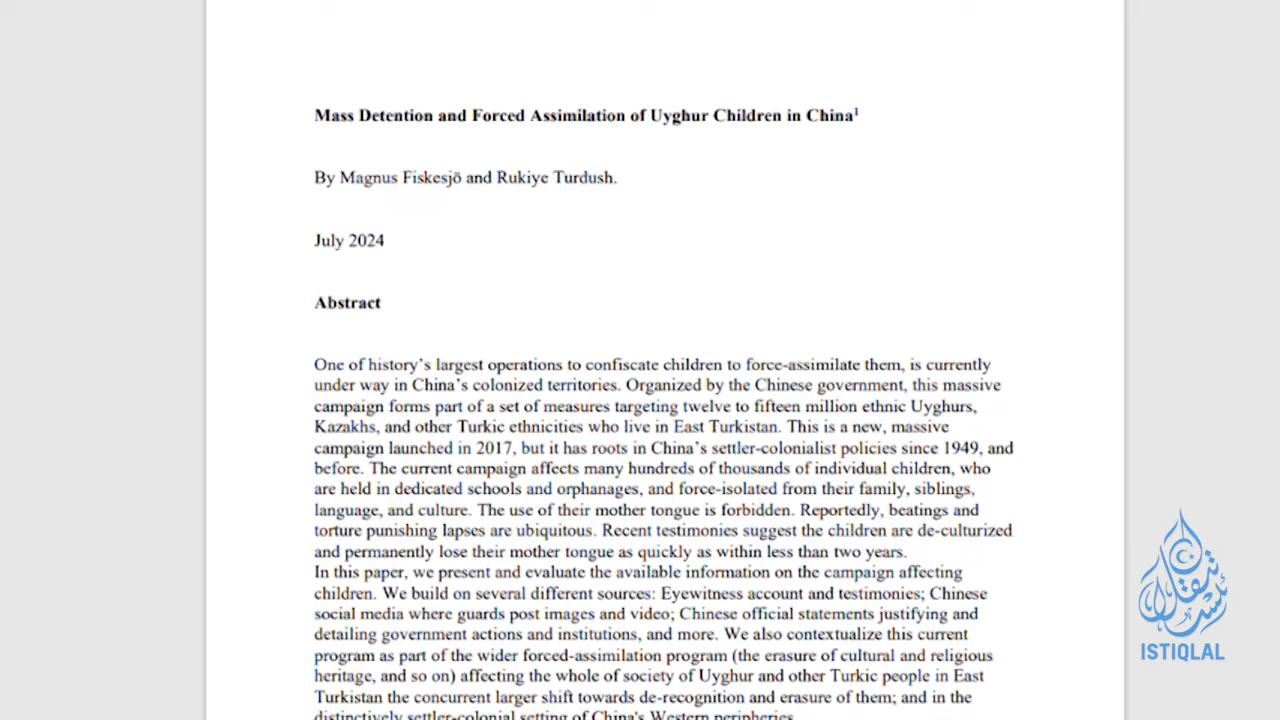 Mass Detention and Forced Assimilation of Uyghur Children in China¹
By Magnus Fiskesjö and Rukiye Turdush.
July 2024
Abstract
One of history’s largest operations to confiscate children to force-assimilate them, is currently
under way in China’s colonized territories. Organized by the Chinese government, this massive
campaign forms part of a set of measures targeting twelve to fifteen million ethnic Uyghurs,
Kazakhs, and other Turkic ethnicities who live in East Turkistan. This is a new, massive
campaign launched in 2017, but it has roots in China’s settler-colonialist policies since 1949, and
before. The current campaign affects many hundreds of thousands of individual children, who
are held in dedicated schools and orphanages, and force-isolated from their family, siblings,
language, and culture. The use of their mother tongue is forbidden. Reportedly, beatings and
torture punishing lapses are ubiquitous. Recent testimonies suggest the children are de-culturized
and permanently lose their mother tongue as quickly as within less than two years.
In this paper, we present and evaluate the available information on the campaign affecting
children. We build on several different sources: Eyewitness account and testimonies; Chinese
social media where guards post images and video; Chinese official statements justifying and
detailing government actions and institutions, and more. We also contextualize this current
program as part of the wider forced-assimilation program (the erasure of cultural and religious
heritage, and so on) affecting the whole of society of Uyghur and other Turkic people in East
Turkistan the concurrent larger shift towards de-recognition and erasure of them; and in the
distinctively settler-colonial setting of China's Western peripheries.
ISTIQLAL